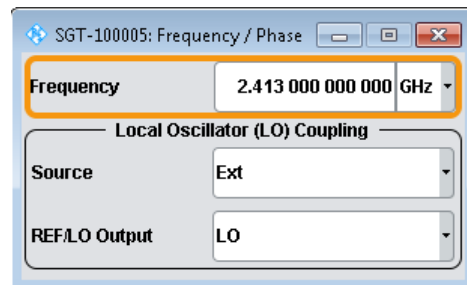 SGT-100005: Frequency / Phase
Frequency 2.413 000 000 000 GHz
Local Oscillator (LO) Coupling
Source Ext
REF/LO Output LO